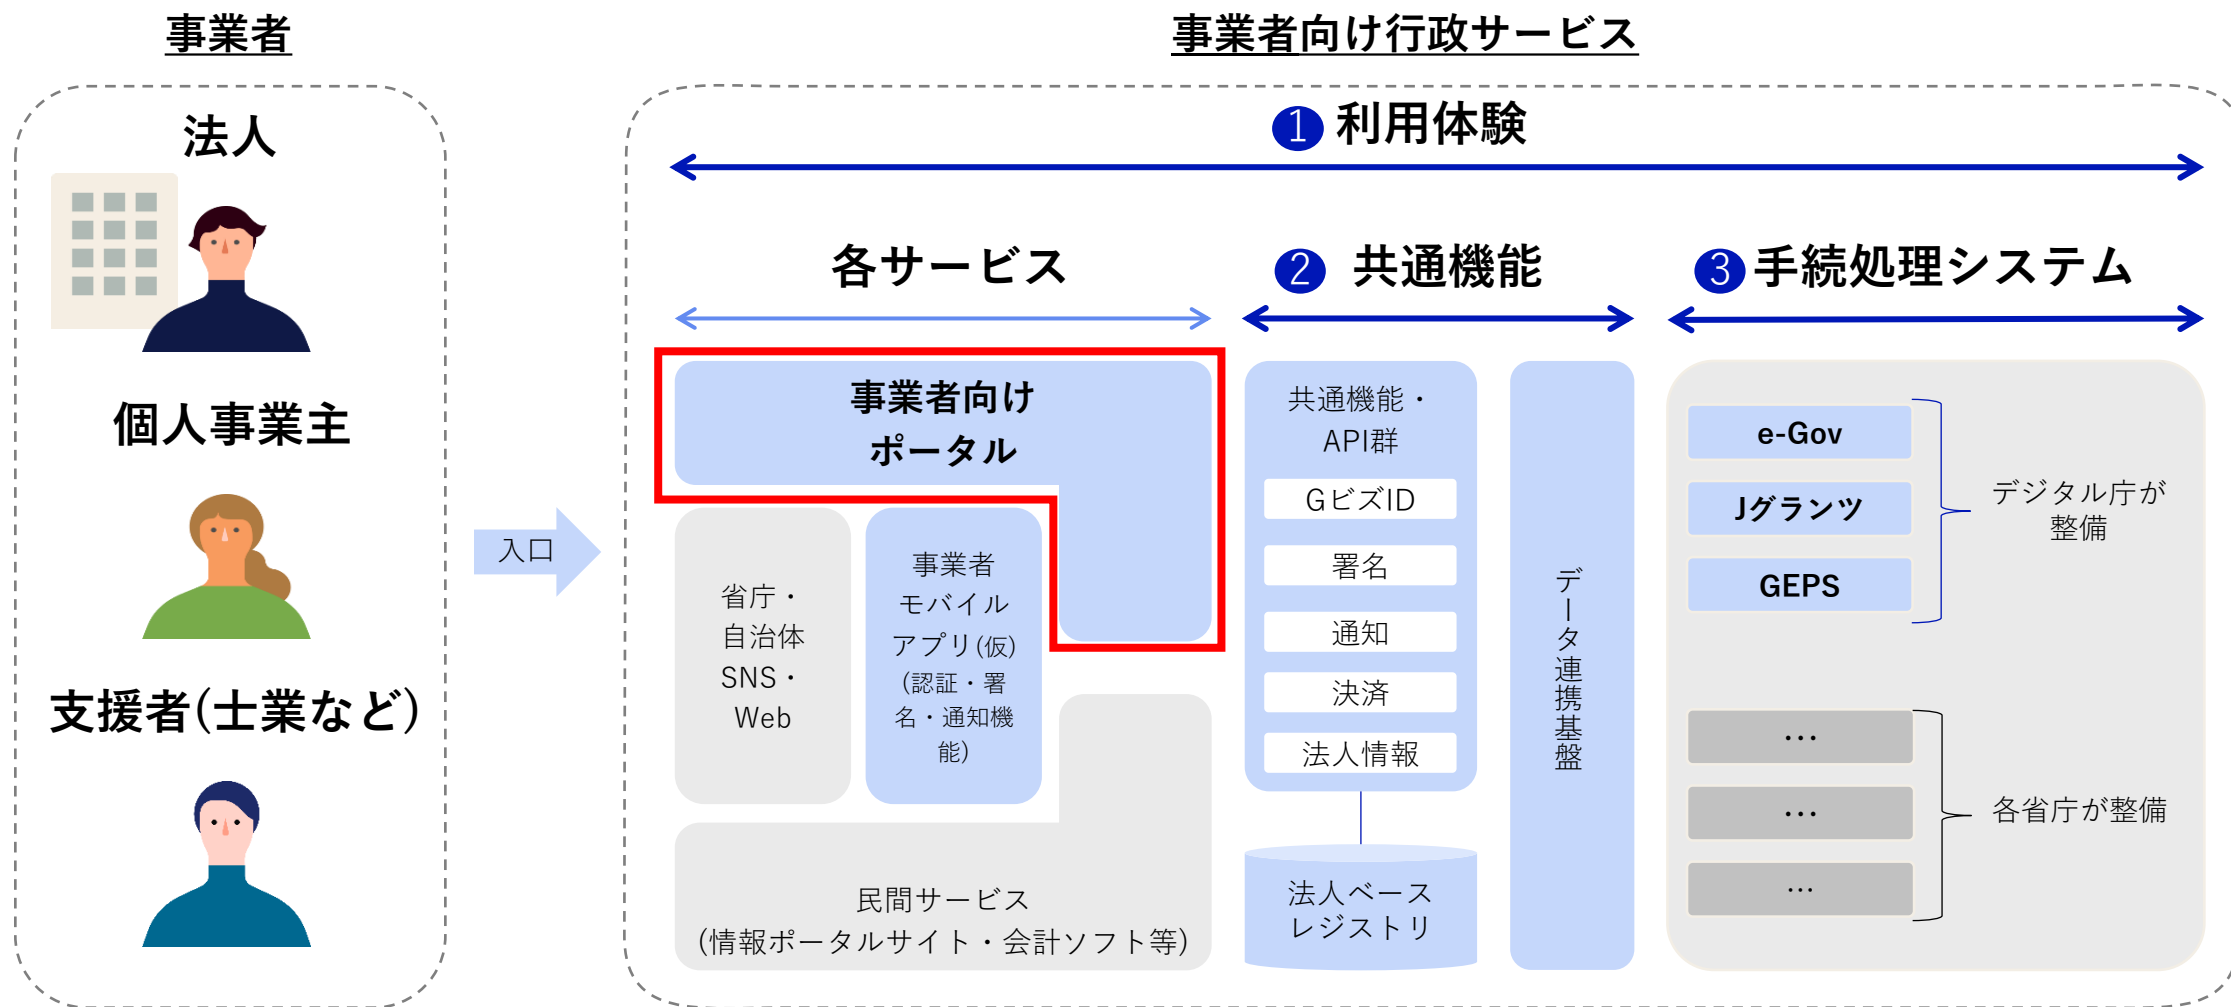 事業者
事業者向け行政サービス
法人
個人事業主
支援者(士業など)
入口
❶ 利用体験
各サービス
❷ 共通機能
❸ 手続処理システム
事業者向け
ポータル
省庁・
自治体
SNS・
Web
事業者
モバイル
アプリ(仮)
(認証・署
名・通知機
能)
民間サービス
(情報ポータルサイト・会計ソフト等)
共通機能・
API群
GビズID
署名
通知
決済
法人情報
法人ベース
レジストリ
データ連携基盤
e-Gov
Jグランツ
GEPS
デジタル庁が
整備
…
…
…
各省庁が整備